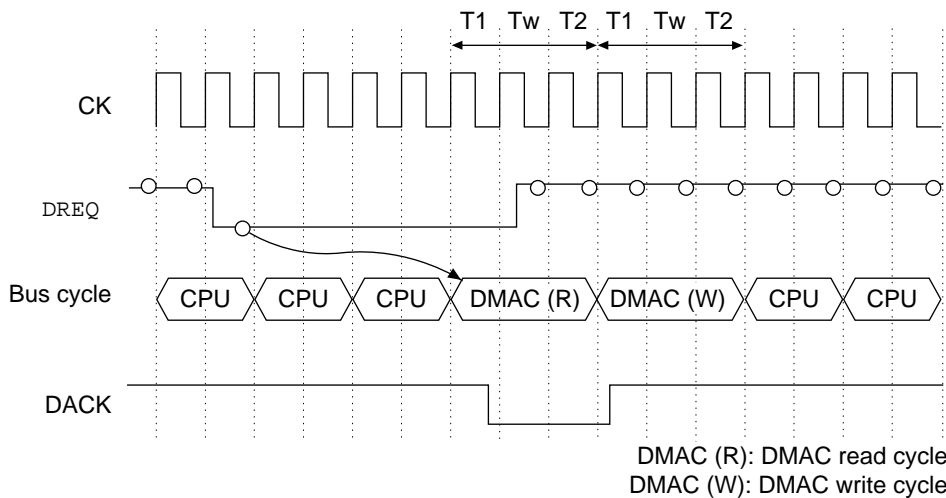 T1 Tw T2 T1 Tw T2
CK
DREQ
Bus cycle CPU CPU CPU DMAC (R) DMAC (W) CPU CPU
DACK
DMAC (R): DMAC read cycle
DMAC (W): DMAC write cycle